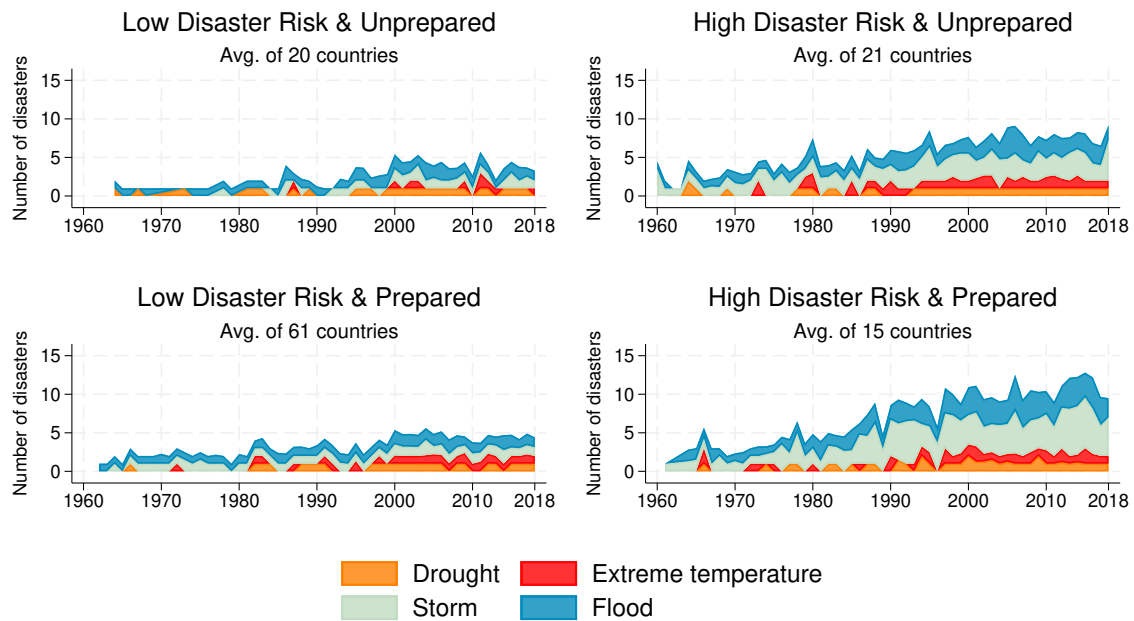 Low Disaster Risk & Unprepared
Avg. of 20 countries
Number of disasters
15
10
5
0
1960 1970 1980 1990 2000 2010 2018
High Disaster Risk & Unprepared
Avg. of 21 countries
Number of disasters
15
10
5
0
1960 1970 1980 1990 2000 2010 2018
Low Disaster Risk & Prepared
Avg. of 61 countries
Number of disasters
15
10
5
0
1960 1970 1980 1990 2000 2010 2018
High Disaster Risk & Prepared
Avg. of 15 countries
Number of disasters
15
10
5
0
1960 1970 1980 1990 2000 2010 2018
Drought Extreme temperature
Storm Flood